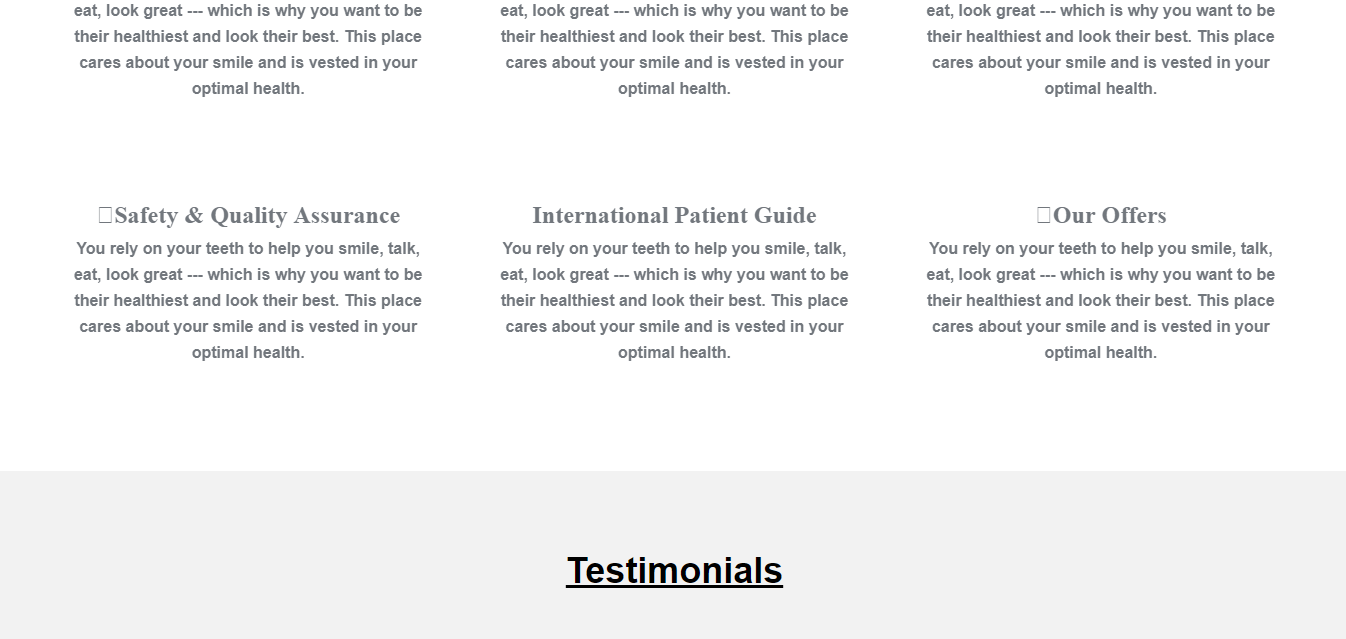 eat, look great --- which is why you want to be
their healthiest and look their best. This place
cares about your smile and is vested in your
optimal health.
eat, look great --- which is why you want to be
their healthiest and look their best. This place
cares about your smile and is vested in your
optimal health.
eat, look great --- which is why you want to be
their healthiest and look their best. This place
cares about your smile and is vested in your
optimal health.
Safety & Quality Assurance
You rely on your teeth to help you smile, talk,
eat, look great --- which is why you want to be
their healthiest and look their best. This place
cares about your smile and is vested in your
optimal health.
International Patient Guide
You rely on your teeth to help you smile, talk,
eat, look great --- which is why you want to be
their healthiest and look their best. This place
cares about your smile and is vested in your
optimal health.
Our Offers
You rely on your teeth to help you smile, talk,
eat, look great --- which is why you want to be
their healthiest and look their best. This place
cares about your smile and is vested in your
optimal health.
Testimonials